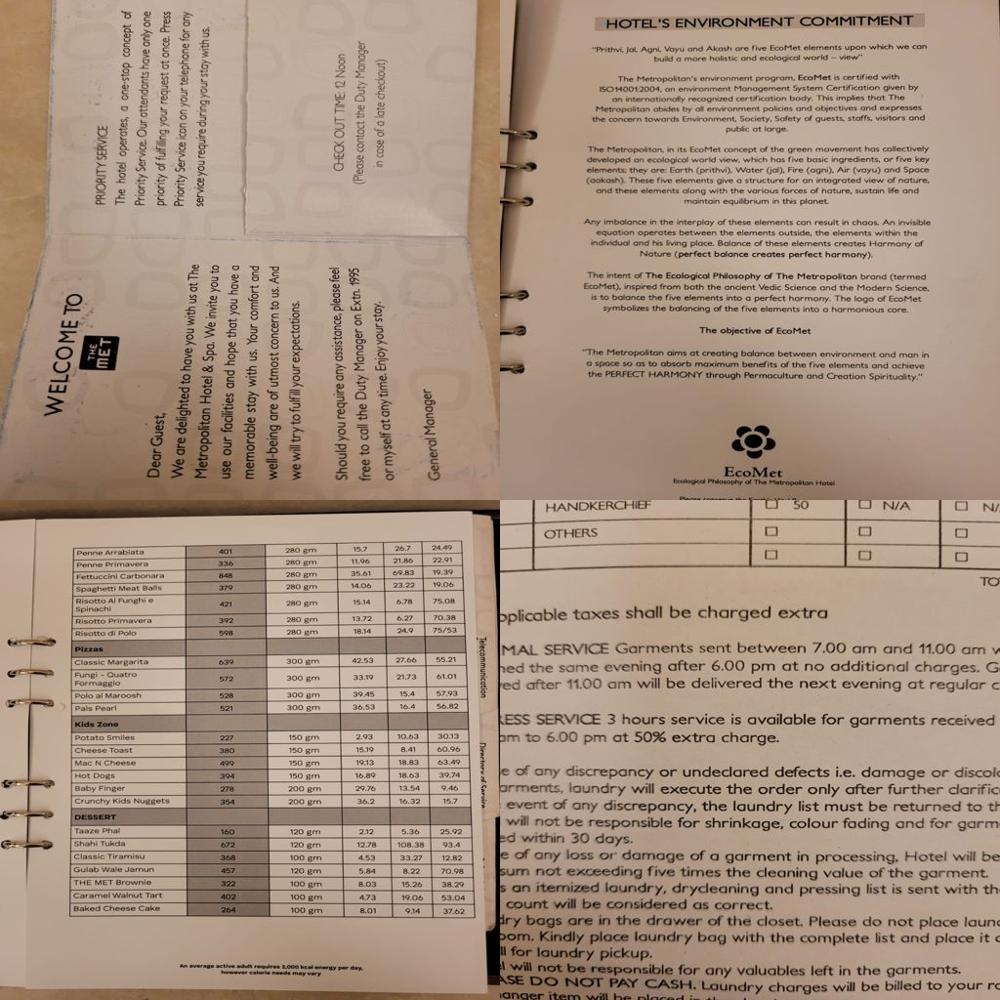 WELCOME TO
THE
MET
Dear Guest,
We are delighted to have you with us at The
Metropolitan Hotel & Spa. We invite you to
use our facilities and hope that you have a
memorable stay with us. Your comfort and
well-being are of utmost concern to us. And
we will try to fulfill your expectations.
Should you require any assistance, please feel
free to call the Duty Manager on Extn. 1995
or myself at any time. Enjoy your stay.
General Manager
PRIORITY SERVICE
The hotel operates, a one-stop concept of
Priority Service. Our attendants have only one
priority of fulfilling your request at once. Press
Priority Service icon on your telephone for any
service you require during your stay with us.
CHECK OUT TIME: 12 Noon
(Please contact the Duty Manager
in case of a late checkout)
HOTEL'S ENVIRONMENT COMMITMENT
"Prithvi, Jal, Agni, Vayu and Akash are five EcoMet elements upon which we can
build a more holistic and ecological world – view"
The Metropolitan's environment program, EcoMet is certified with
ISO14001:2004, an environment Management System Certification given by
an internationally recognized certification body. This implies that The
Metropolitan abides by all environment policies and objectives and expresses
the concern towards Environment, Society, Safety of guests, staffs, visitors and
public at large.
The Metropolitan, in its EcoMet concept of the green movement has collectively
developed an ecological world view, which has five basic ingredients, or five key
elements; they are: Earth (prithvi), Water (jal), Fire (agni), Air (vayu) and Space
(aakash). These five elements give a structure for an integrated view of nature,
and these elements along with the various forces of nature, sustain life and
maintain equilibrium in this planet.
Any imbalance in the interplay of these elements can result in chaos. An invisible
equation operates between the elements outside, the elements within the
individual and his living place. Balance of these elements creates Harmony of
Nature (perfect balance creates perfect harmony).
The intent of The Ecological Philosophy of The Metropolitan brand (termed
EcoMet), inspired from both the ancient Vedic Science and the Modern Science,
is to balance the five elements into a perfect harmony. The logo of EcoMet
symbolizes the balancing of the five elements into a harmonious core.
The objective of EcoMet
"The Metropolitan aims at creating balance between environment and man in
a space so as to absorb maximum benefits of the five elements and achieve
the PERFECT HARMONY through Permaculture and Creation Spirituality."
EcoMet
Ecological Philosophy of The Metropolitan Hotel
Penne Arrabiata 401 280 gm 15.7 26.7 24.49
Penne Primavera 336 280 gm 11.96 21.86 22.91
Fettuccini Carbonara 848 280 gm 35.61 69.83 19.39
Spaghetti Meat Balls 379 280 gm 14.06 23.22 19.06
Risotto Al Funghi e
Spinachi 421 280 gm 15.14 6.78 75.08
Risotto Primavera 392 280 gm 13.72 6.27 70.38
Risotto di Polo 598 280 gm 18.14 24.9 75/53
Pizzas
Classic Margarita 639 300 gm 42.53 27.66 55.21
Fungi – Quatro
Formaggio 572 300 gm 33.19 21.73 61.01
Polo al Maroosh 528 300 gm 39.45 15.4 57.93
Pais Pearl 521 300 gm 36.53 16.4 56.82
Kids Zone
Potato Smiles 227 150 gm 2.93 10.63 30.13
Cheese Toast 380 150 gm 15.19 8.41 60.96
Mac N Cheese 499 150 gm 19.13 18.83 63.49
Hot Dogs 394 150 gm 16.89 18.63 39.74
Baby Finger 278 200 gm 29.76 13.54 9.46
Crunchy Kids Nuggets 354 200 gm 36.2 16.32 15.7
DESSERT
Taaze Phal 160 120 gm 2.12 5.36 25.92
Shahi Tukda 672 120 gm 12.78 108.38 93.4
Classic Tiramisu 368 100 gm 4.53 33.27 12.82
Gulab Wale Jamun 457 120 gm 5.84 8.22 70.98
THE MET Brownie 322 100 gm 8.03 15.26 38.29
Caramel Walnut Tart 402 100 gm 4.73 19.06 53.04
Baked Cheese Cake 264 100 gm 8.01 9.14 37.62
An average active adult requires 2,000 kcal energy per day,
however calorie needs may vary
Telecommunication
Directory of Service
HANDKERCHIEF 50 N/A N/
OTHERS
TO
pplicable taxes shall be charged extra
MAL SERVICE Garments sent between 7.00 am and 11.00 am w
ned the same evening after 6.00 pm at no additional charges. G
ved after 11.00 am will be delivered the next evening at regular c
ESS SERVICE 3 hours service is available for garments received
am to 6.00 pm at 50% extra charge.
e of any discrepancy or undeclared defects i.e. damage or discolo
arments, laundry will execute the order only after further clarific
event of any discrepancy, the laundry list must be returned to th
will not be responsible for shrinkage, colour fading and for garm
ed within 30 days.
e of any loss or damage of a garment in processing, Hotel will be
sum not exceeding five times the cleaning value of the garment.
s an itemized laundry, drycleaning and pressing list is sent with the
count will be considered as correct.
dry bags are in the drawer of the closet. Please do not place laund
oom. Kindly place laundry bag with the complete list and place it o
ll for laundry pickup.
l will not be responsible for any valuables left in the garments.
ASE DO NOT PAY CASH. Laundry charges will be billed to your ro
anger item will be placed in the